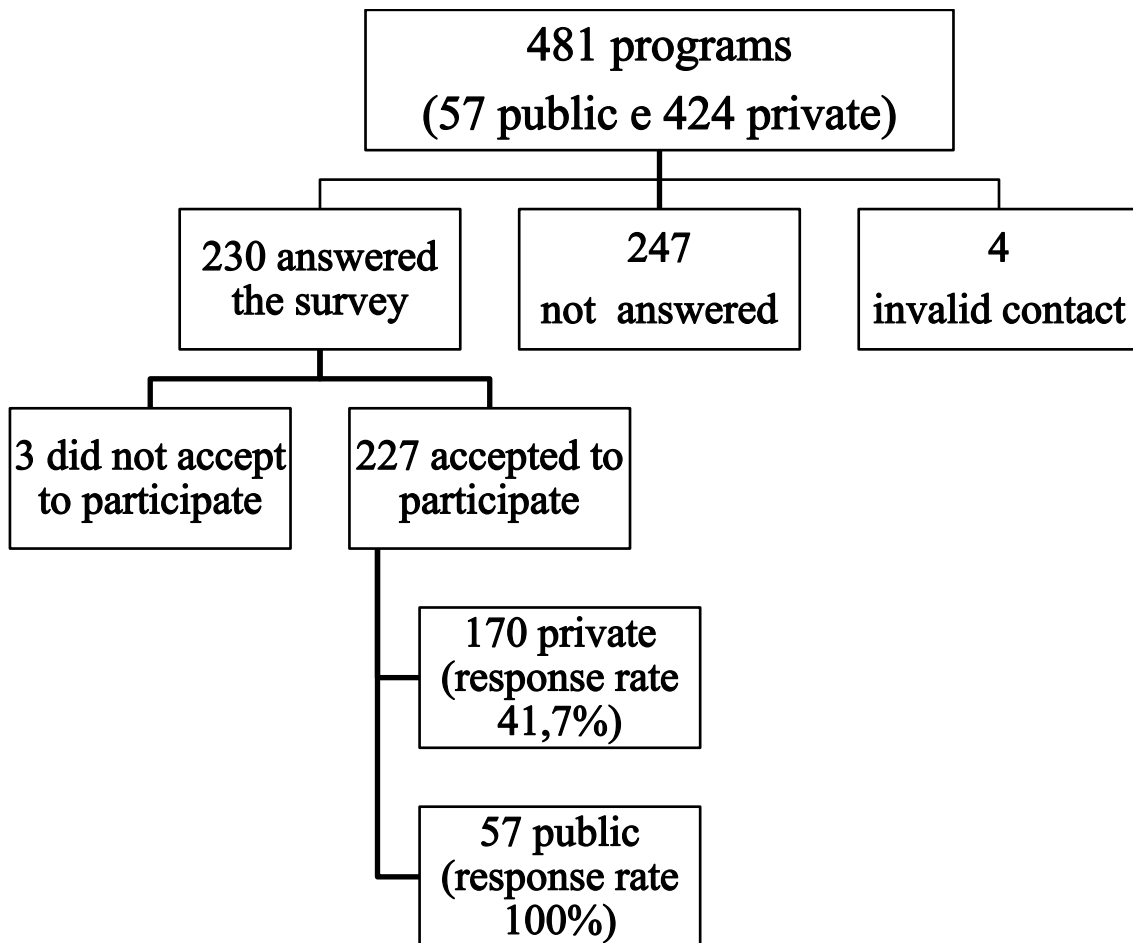 481 programs
(57 public e 424 private)
230 answered
the survey
247
not answered
4
invalid contact
3 did not accept
to participate
227 accepted to
participate
170 private
(response rate
41,7%)
57 public
(response rate
100%)